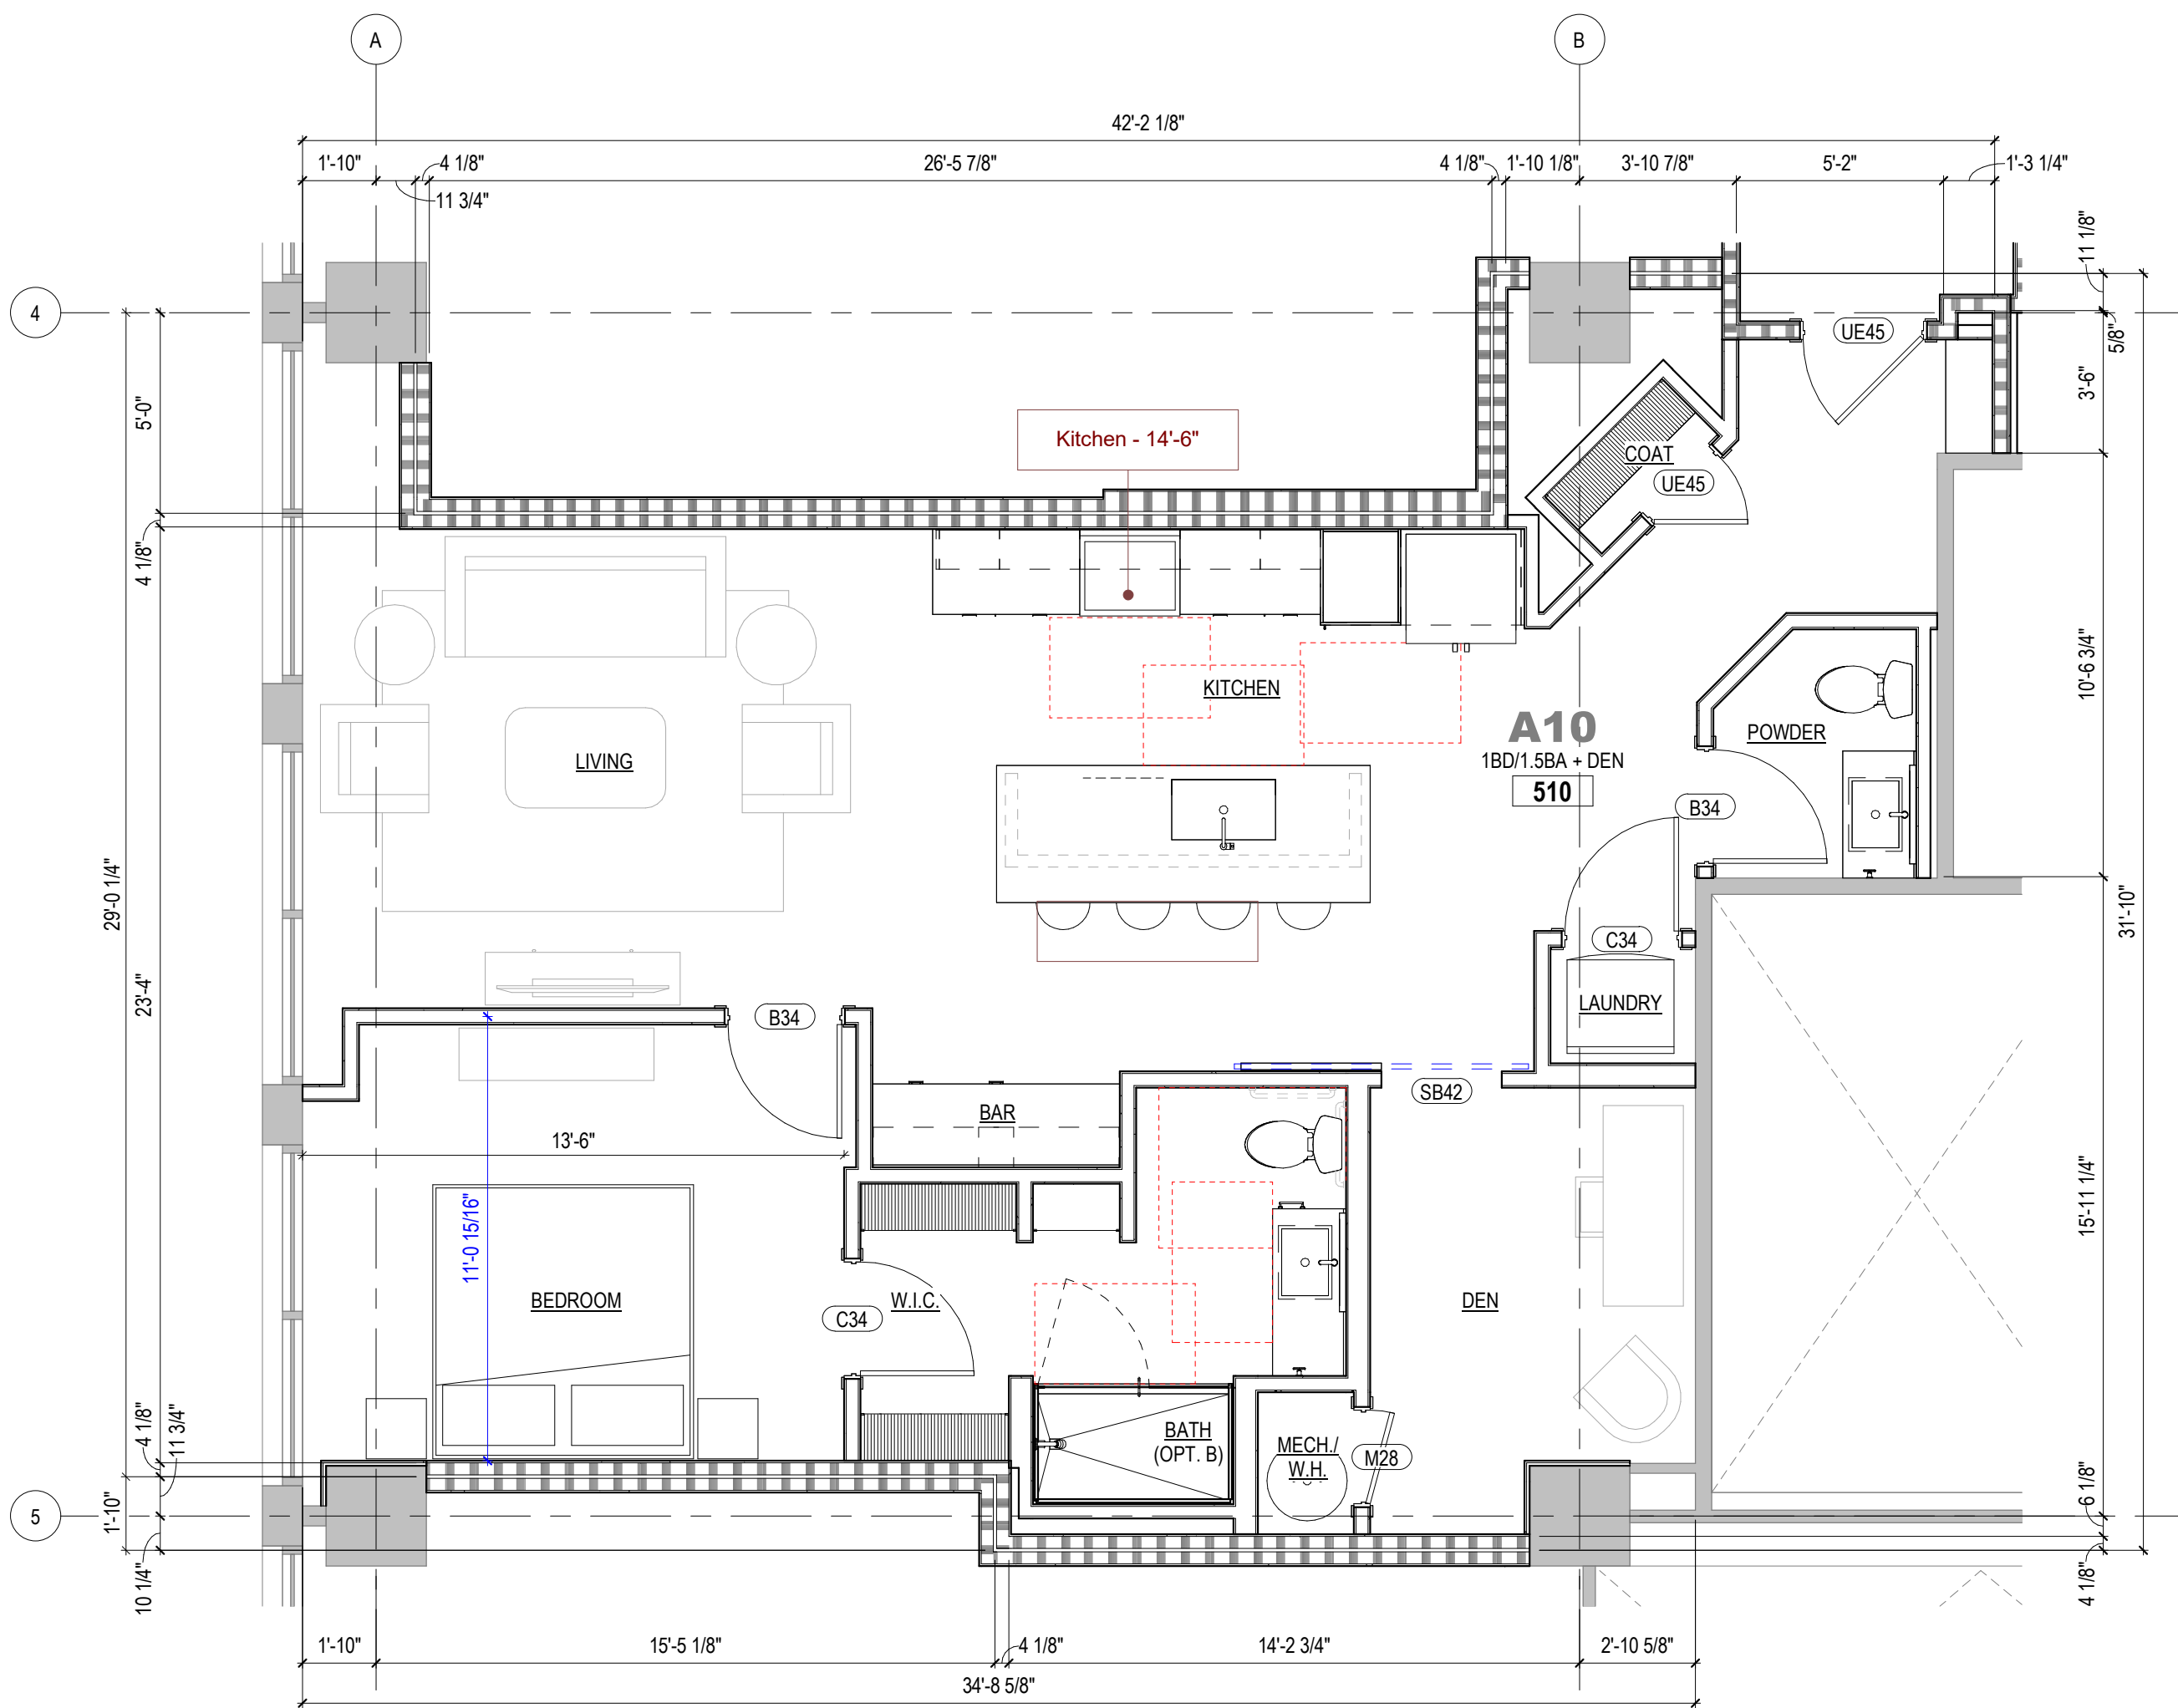 A
B
42'-2 1/8"
1'-10"
4 1/8"
26'-5 7/8"
4 1/8"
1'-10 1/8"
3'-10 7/8"
5'-2"
1'-3 1/4"
11 3/4"
11 1/8"
4
UE45
5/8"
3'-6"
5'-0"
Kitchen - 14'-6"
COAT
UE45
4 1/8"
KITCHEN
10'-6 3/4"
A10
POWDER
LIVING
1BD/1.5BA + DEN
510
B34
29'-0 1/4"
31'-10"
C34
23'-4"
LAUNDRY
B34
SB42
BAR
13'-6"
11'-0 15/16"
15'-11 1/4"
BEDROOM
W.I.C.
DEN
C34
4 1/8"
11 3/4"
BATH
(OPT. B)
MECH./
W.H.
M28
5
1'-10"
6 1/8"
10 1/4"
4 1/8"
1'-10"
15'-5 1/8"
4 1/8"
14'-2 3/4"
2'-10 5/8"
34'-8 5/8"